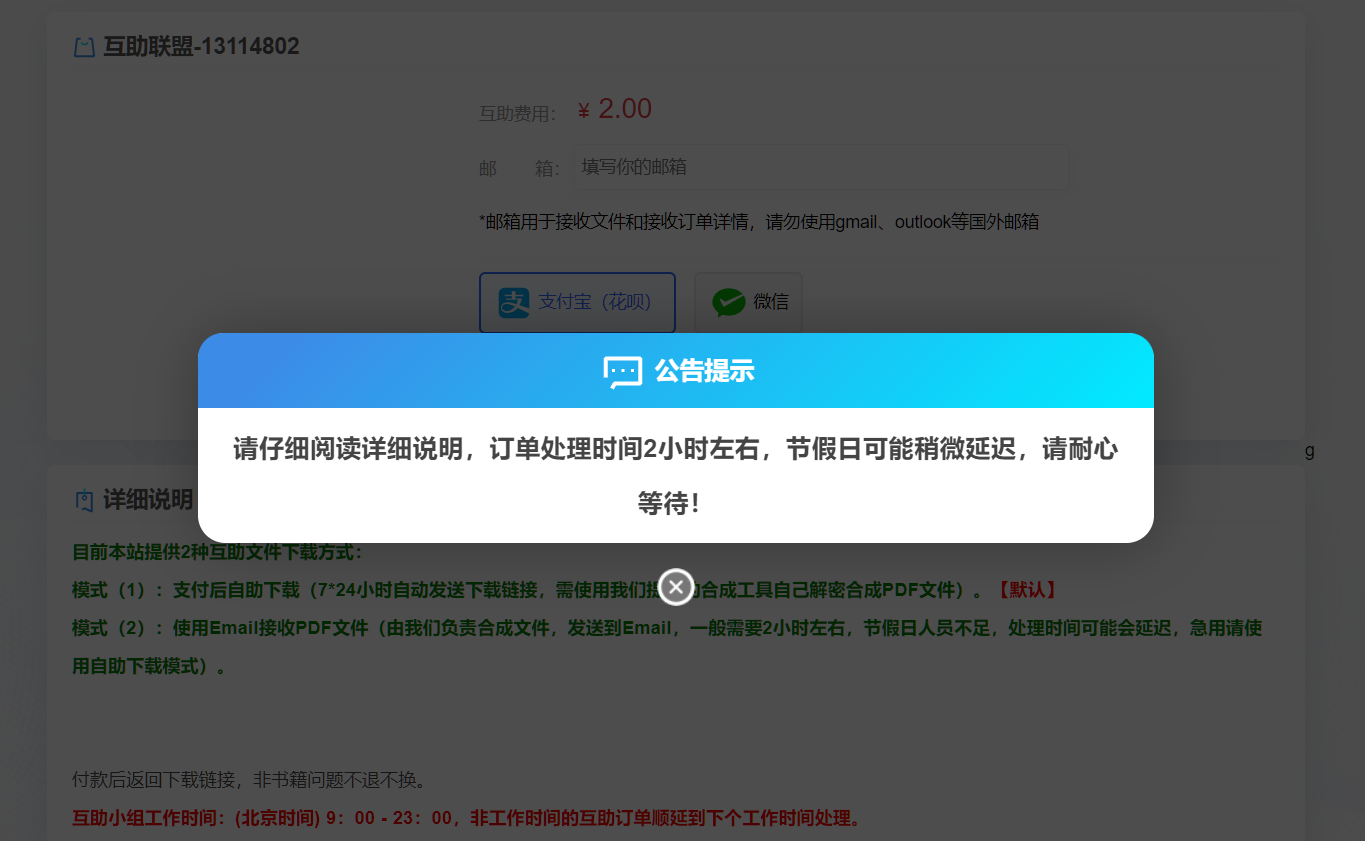 互助联盟-13114802
互助费用： ¥ 2.00
邮 箱： 填写你的邮箱
*邮箱用于接收文件和接收订单详情，请勿使用gmail、outlook等国外邮箱
支付宝（花呗） 微信
公告提示
请仔细阅读详细说明，订单处理时间2小时左右，节假日可能稍微延迟，请耐心
等待！
g
详细说明
目前本站提供2种互助文件下载方式：
模式（1）：支付后自助下载（7*24小时自动发送下载链接，需使用我们 合成工具自己解密合成PDF文件）。【默认】
模式（2）：使用Email接收PDF文件（由我们负责合成文件，发送到Email，一般需要2小时左右，节假日人员不足，处理时间可能会延迟，急用请使
用自助下载模式）。
付款后返回下载链接，非书籍问题不退不换。
互助小组工作时间：(北京时间) 9：00 - 23：00，非工作时间的互助订单顺延到下个工作时间处理。